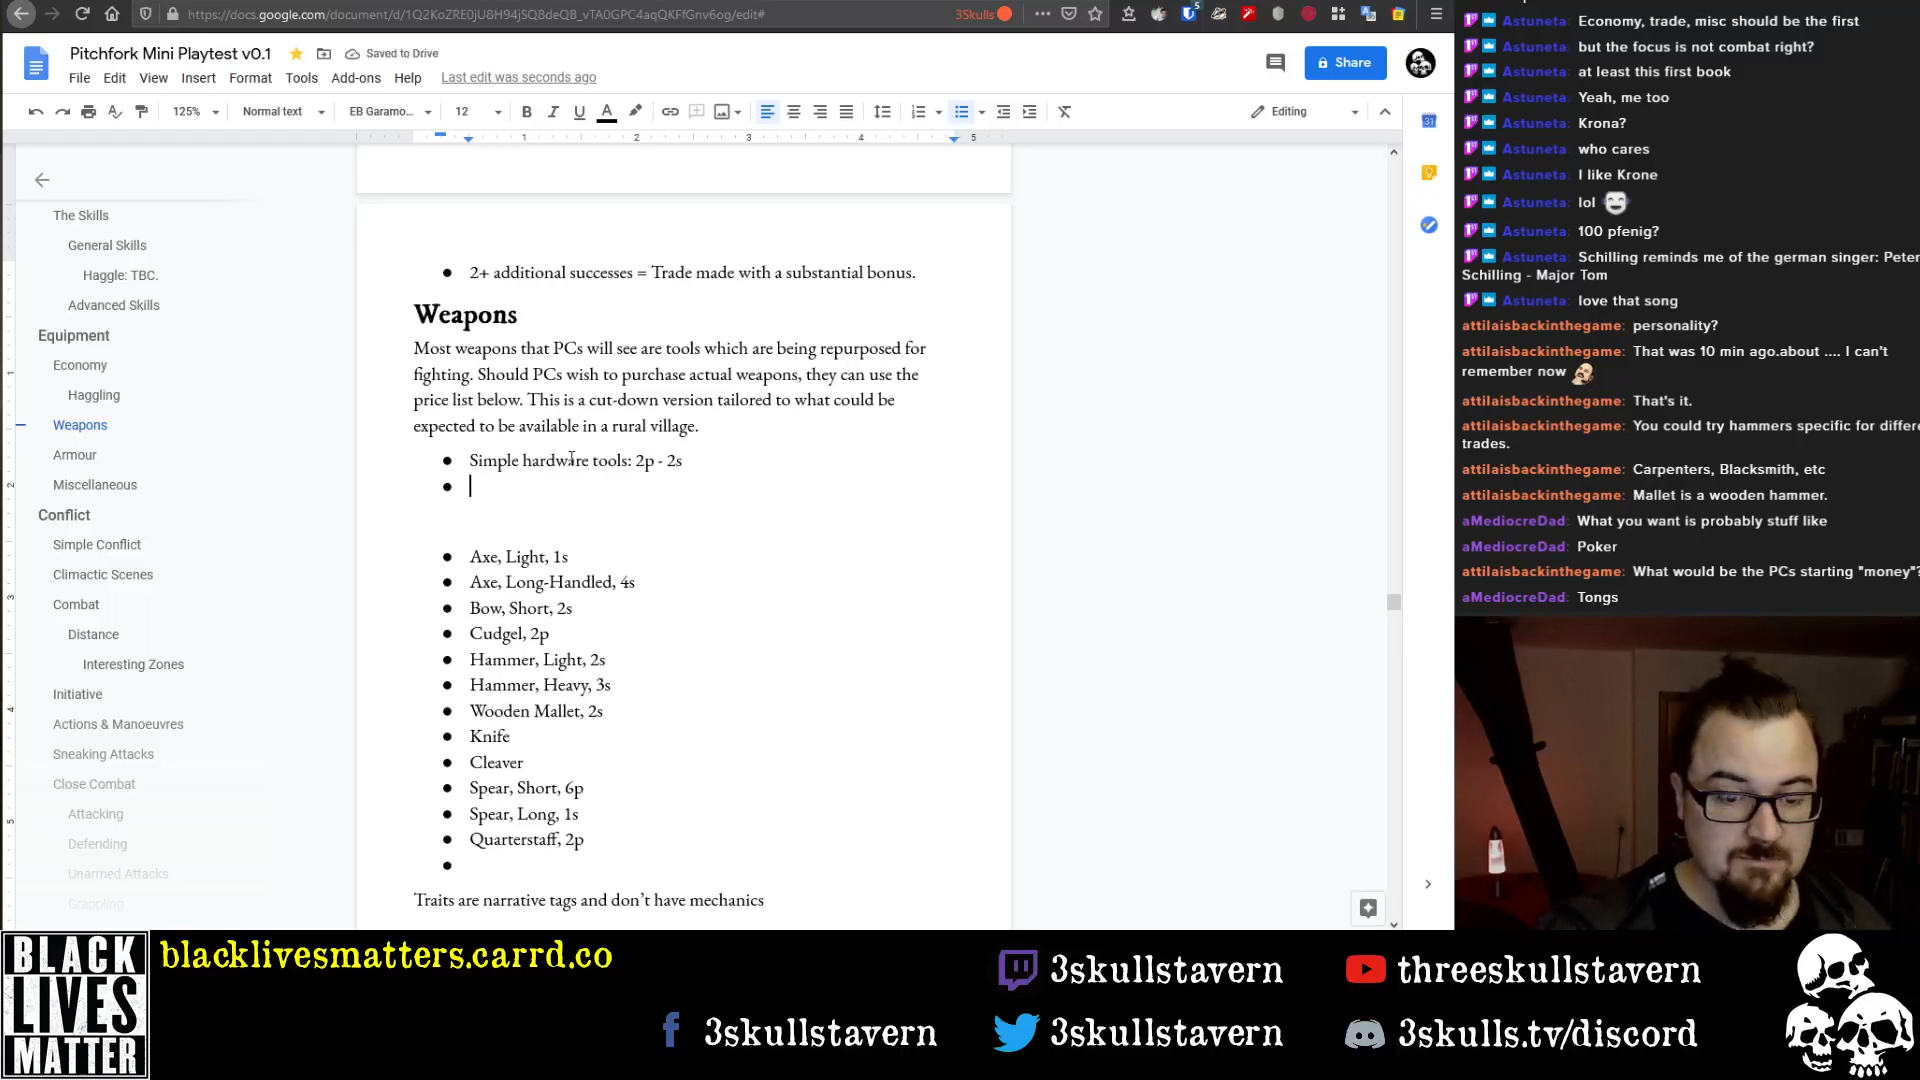 https://docs.google.com/document/d/1Q2KoZRE0jU8H94jSQ8deQB_vTA0GPC4aqQKFfGnv6og/edit#
3Skulls
5
Pitchfork Mini Playtest v0.1
Saved to Drive
File Edit View Insert Format Tools Add-ons Help Last edit was seconds ago
Share
125% Normal text EB Garamo... 12 B I U A Editing
1 2 3 4 5
The Skills
General Skills
Haggle: TBC.
Advanced Skills
Equipment
Economy
Haggling
Weapons
Armour
Miscellaneous
Conflict
Simple Conflict
Climactic Scenes
Combat
Distance
Interesting Zones
Initiative
Actions & Manoeuvres
Sneaking Attacks
Close Combat
Attacking
Defending
Unarmed Attacks
Grappling
1
2
3
4
5
31
● 2+ additional successes = Trade made with a substantial bonus.
Weapons
Most weapons that PCs will see are tools which are being repurposed for
fighting. Should PCs wish to purchase actual weapons, they can use the
price list below. This is a cut-down version tailored to what could be
expected to be available in a rural village.
● Simple hardware tools: 2p - 2s
●
● Axe, Light, 1s
● Axe, Long-Handled, 4s
● Bow, Short, 2s
● Cudgel, 2p
● Hammer, Light, 2s
● Hammer, Heavy, 3s
● Wooden Mallet, 2s
● Knife
● Cleaver
● Spear, Short, 6p
● Spear, Long, 1s
● Quarterstaff, 2p
●
Traits are narrative tags and don't have mechanics
Astuneta: Economy, trade, misc should be the first
Astuneta: but the focus is not combat right?
Astuneta: at least this first book
Astuneta: Yeah, me too
Astuneta: Krona?
Astuneta: who cares
Astuneta: I like Krone
Astuneta: lol
Astuneta: 100 pfenig?
Astuneta: Schilling reminds me of the german singer: Peter
Schilling - Major Tom
Astuneta: love that song
attilaisbackinthegame: personality?
attilaisbackinthegame: That was 10 min ago.about .... I can't
remember now
attilaisbackinthegame: That's it.
attilaisbackinthegame: You could try hammers specific for differe
trades.
attilaisbackinthegame: Carpenters, Blacksmith, etc
attilaisbackinthegame: Mallet is a wooden hammer.
aMediocreDad: What you want is probably stuff like
aMediocreDad: Poker
attilaisbackinthegame: What would be the PCs starting "money"?
aMediocreDad: Tongs
BLACK
LIVES
MATTER
blacklivesmatters.carrd.co
3skullstavern
threeskullstavern
3skullstavern
3skullstavern
3skulls.tv/discord